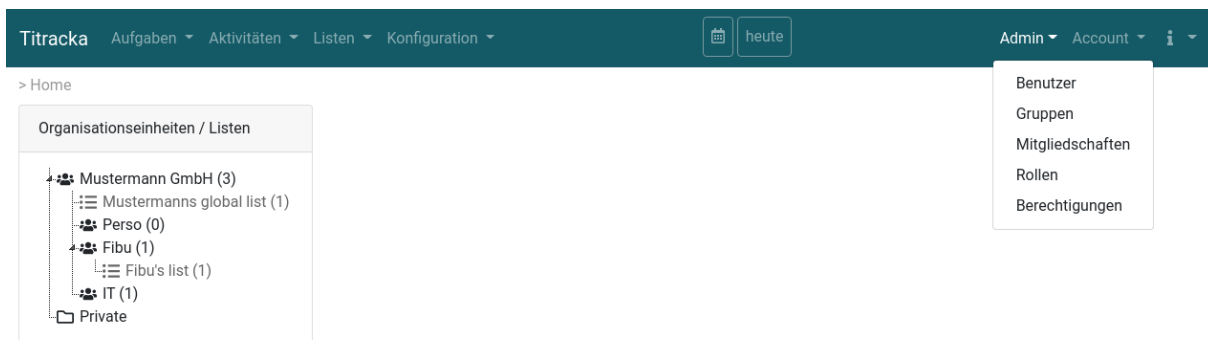 Titracka Aufgaben Aktivitäten Listen Konfiguration heute Admin Account
> Home
Benutzer
Gruppen
Mitgliedschaften
Rollen
Berechtigungen
Organisationseinheiten / Listen
Mustermann GmbH (3)
Mustermanns global list (1)
Perso (0)
Fibu (1)
Fibu's list (1)
IT (1)
Private